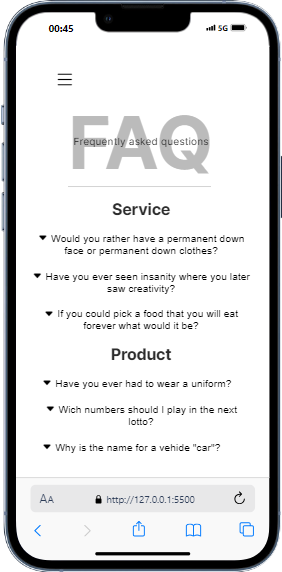 00:45
5G
FAQ
Frequently asked questions
Service
Would you rather have a permanent down
face or permanent down clothes?
Have you ever seen insanity where you later
saw creativity?
If you could pick a food that you will eat
forever what would it be?
Product
Have you ever had to wear a uniform?
Wich numbers should I play in the next
lotto?
Why is the name for a vehide "car"?
AA
http://127.0.0.1:5500